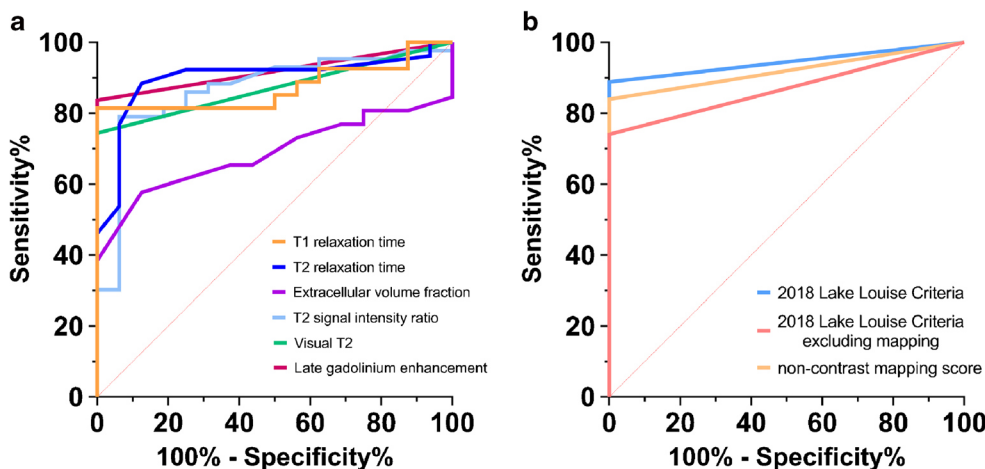 a
100
80
60
40
20
0
Sensitivity%
T1 relaxation time
T2 relaxation time
Extracellular volume fraction
T2 signal intensity ratio
Visual T2
Late gadolinium enhancement
0 20 40 60 80 100
100% - Specificity%
b
100
80
60
40
20
0
Sensitivity%
2018 Lake Louise Criteria
2018 Lake Louise Criteria
excluding mapping
non-contrast mapping score
0 20 40 60 80 100
100% - Specificity%